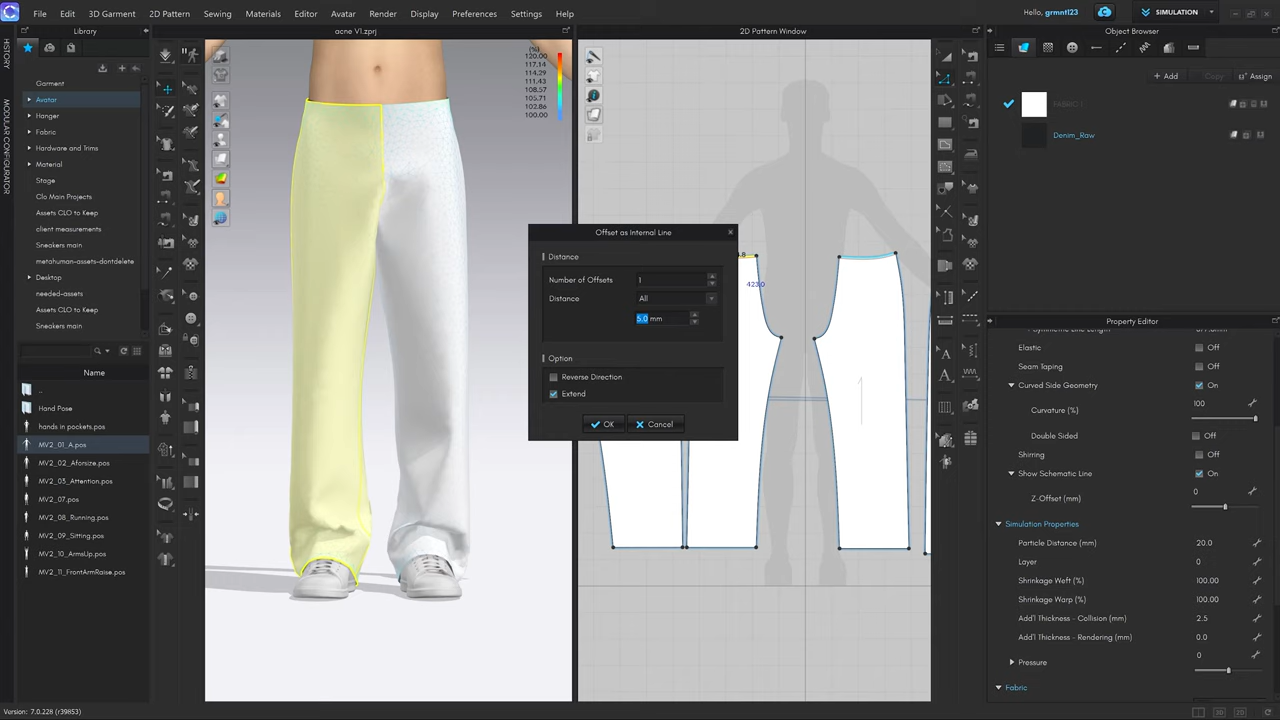 File Edit 3D Garment 2D Pattern Sewing Materials Editor Avatar Render Display Preferences Settings Help
Hello, grmnt123
SIMULATION
HISTORY
MODULAR CONFIGURATOR
Library
Garment
Avatar
Hanger
Fabric
Hardware and Trims
Material
Stage
Clo Main Projects
Assets CLO to Keep
client measurements
Sneakers main
metahuman-assets-dontdelete
Desktop
needed-assets
Assets CLO to Keep
Sneakers main
Name
..
Hand Pose
hands in pockets.pos
MV2_01_A.pos
MV2_02_Aforsize.pos
MV2_03_Attention.pos
MV2_07.pos
MV2_08_Running.pos
MV2_09_Sitting.pos
MV2_10_ArmsUp.pos
MV2_11_FrontArmRaise.pos
Version: 7.0.228 (r39853)
acne V1.zprj
(%)
120.00
117.14
114.29
111.43
108.57
105.71
102.86
100.00
2D Pattern Window
423.0
Offset as Internal Line
Distance
Number of Offsets 1
Distance All
5.0 mm
Option
Reverse Direction
Extend
OK Cancel
Object Browser
+ Add Copy Assign
FABRIC 1
Denim_Raw
Property Editor
Elastic Off
Seam Taping Off
Curved Side Geometry On
Curvature (%) 100
Double Sided Off
Shirring Off
Show Schematic Line On
Z-Offset (mm) 0
Simulation Properties
Particle Distance (mm) 20.0
Layer 0
Shrinkage Weft (%) 100.00
Shrinkage Warp (%) 100.00
Add'l Thickness - Collision (mm) 2.5
Add'l Thickness - Rendering (mm) 0.0
Pressure 0
Fabric